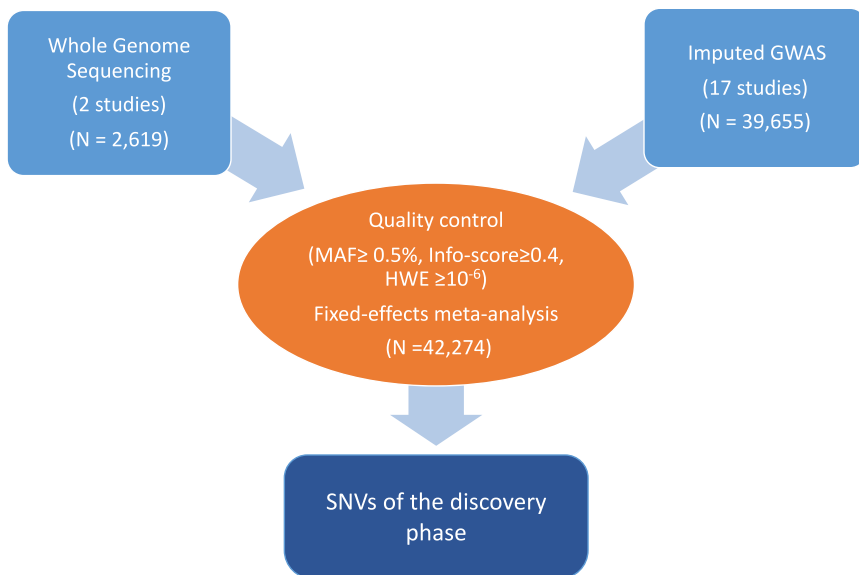 Whole Genome
Sequencing
(2 studies)
(N = 2,619)
Imputed GWAS
(17 studies)
(N = 39,655)
Quality control
(MAF≥ 0.5%, Info-score≥0.4,
HWE ≥10⁻⁶)
Fixed-effects meta-analysis
(N =42,274)
SNVs of the discovery
phase